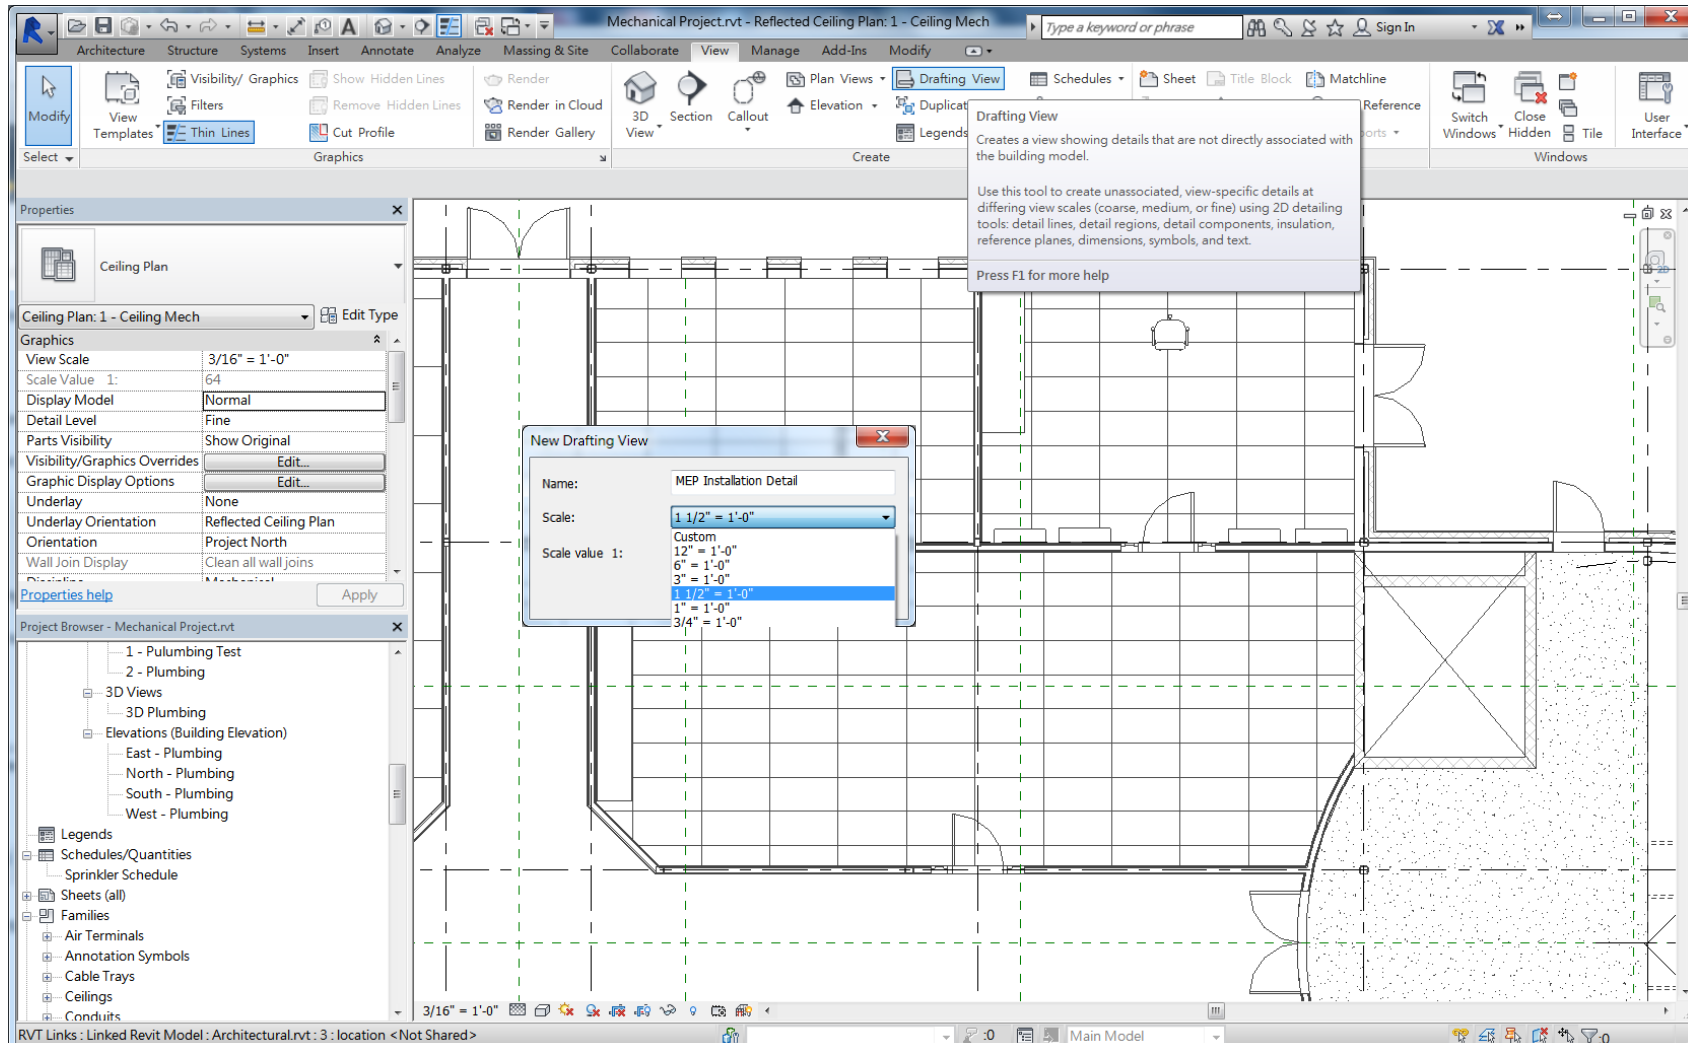 Mechanical Project.rvt - Reflected Ceiling Plan: 1 - Ceiling Mech
Type a keyword or phrase
Sign In
Architecture Structure Systems Insert Annotate Analyze Massing & Site Collaborate View Manage Add-Ins Modify
Modify
View
Templates
Visibility/ Graphics
Filters
Thin Lines
Show Hidden Lines
Remove Hidden Lines
Cut Profile
Render
Render in Cloud
Render Gallery
3D
View
Section
Callout
Plan Views
Elevation
Drafting View
Duplicat
Legends
Schedules
Sheet
Title Block
Matchline
Reference
orts
Switch
Windows
Close
Hidden
Tile
User
Interface
Select
Graphics
Create
Windows
Drafting View
Creates a view showing details that are not directly associated with
the building model.
Use this tool to create unassociated, view-specific details at
differing view scales (coarse, medium, or fine) using 2D detailing
tools: detail lines, detail regions, detail components, insulation,
reference planes, dimensions, symbols, and text.
Press F1 for more help
2D
Properties
Ceiling Plan
Ceiling Plan: 1 - Ceiling Mech
Edit Type
Graphics
View Scale 3/16" = 1'-0"
Scale Value 1: 64
Display Model Normal
Detail Level Fine
Parts Visibility Show Original
Visibility/Graphics Overrides Edit...
Graphic Display Options Edit...
Underlay None
Underlay Orientation Reflected Ceiling Plan
Orientation Project North
Wall Join Display Clean all wall joins
Discipline Mechanical
Properties help
Apply
New Drafting View
Name: MEP Installation Detail
Scale: 1 1/2" = 1'-0"
Scale value 1:
Custom
12" = 1'-0"
6" = 1'-0"
3" = 1'-0"
1 1/2" = 1'-0"
1" = 1'-0"
3/4" = 1'-0"
Project Browser - Mechanical Project.rvt
1 - Pulumbing Test
2 - Plumbing
3D Views
3D Plumbing
Elevations (Building Elevation)
East - Plumbing
North - Plumbing
South - Plumbing
West - Plumbing
Legends
Schedules/Quantities
Sprinkler Schedule
Sheets (all)
Families
Air Terminals
Annotation Symbols
Cable Trays
Ceilings
Conduits
3/16" = 1'-0"
RVT Links : Linked Revit Model : Architectural.rvt : 3 : location <Not Shared>
:0
Main Model
:0